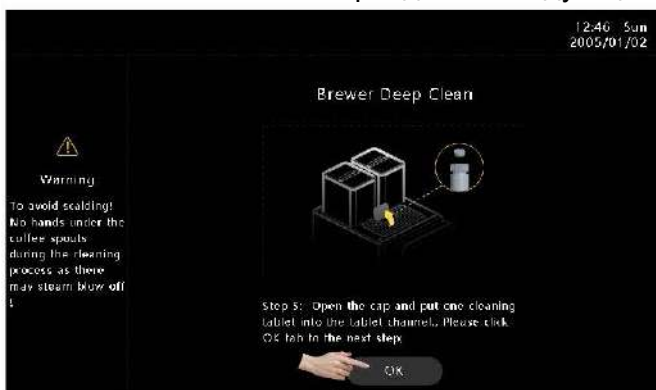 12:46 Sun
2005/01/02
Brewer Deep Clean
Warning
To avoid scalding!
No hands under the
coffee spouts
during the cleaning
process as there
may steam blow off
!
Step 5: Open the cap and put one cleaning
tablet into the tablet channel.. Please click
OK tab to the next step;
OK